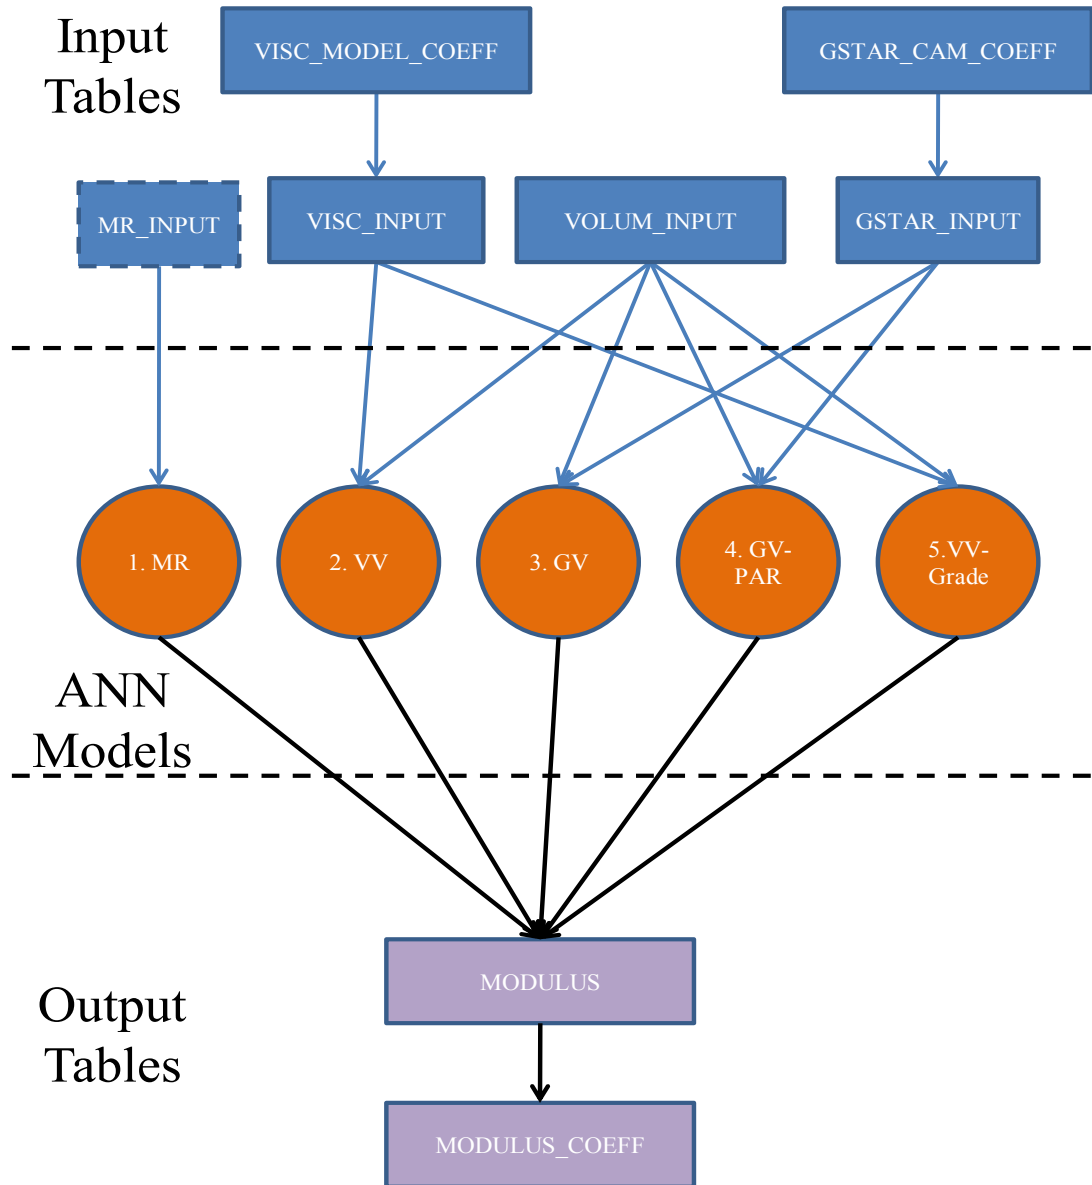 Input
Tables
VISC_MODEL_COEFF
GSTAR_CAM_COEFF
MR_INPUT
VISC_INPUT
VOLUM_INPUT
GSTAR_INPUT
1. MR
2. VV
3. GV
4. GV-
PAR
5.VV-
Grade
ANN
Models
MODULUS
Output
Tables
MODULUS_COEFF